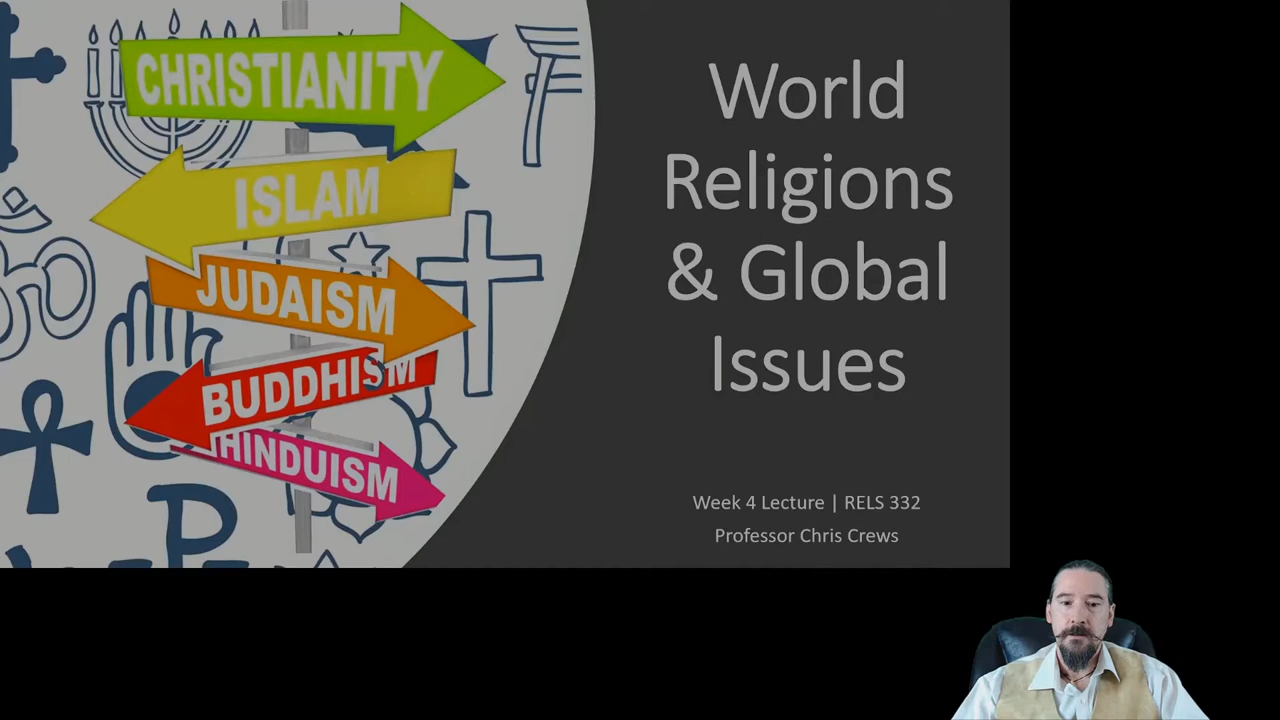 CHRISTIANITY
ISLAM
JUDAISM
BUDDHISM
HINDUISM
World
Religions
& Global
Issues
Week 4 Lecture | RELS 332
Professor Chris Crews